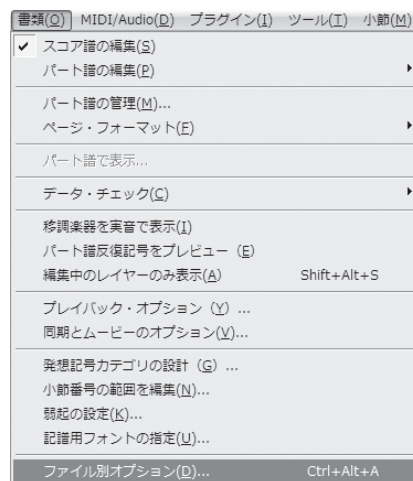 書類(O) MIDI/Audio(D) プラグイン(I) ツール(T) 小節(M)
スコア譜の編集(S)
パート譜の編集(P)
パート譜の管理(M)...
ページ・フォーマット(F)
パート譜で表示...
データ・チェック(C)
移調楽器を実音で表示(I)
パート譜反復記号をプレビュー（E)
編集中のレイヤーのみ表示(A) Shift+Alt+S
プレイバック・オプション（Y）...
同期とムービーのオプション(V)...
発想記号カテゴリの設計（G）...
小節番号の範囲を編集(N)...
弱起の設定(K)...
記譜用フォントの指定(U)...
ファイル別オプション(D)... Ctrl+Alt+A